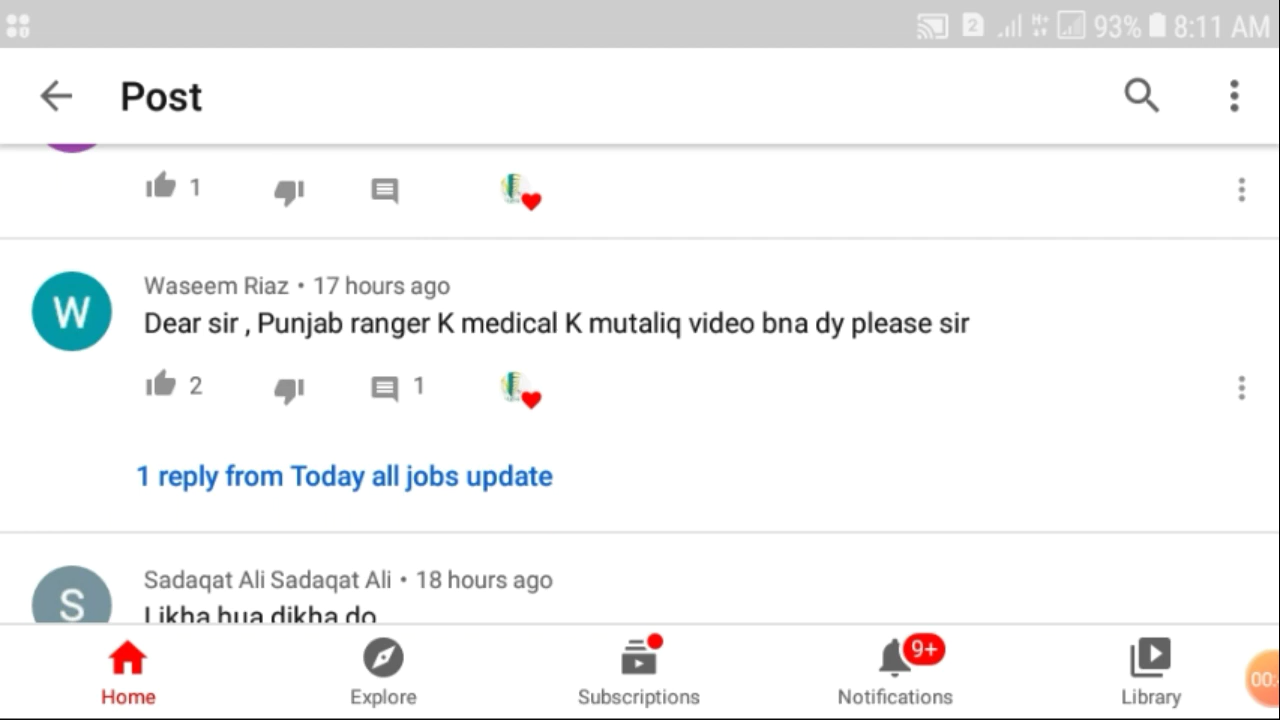 2 H+ 93% 8:11 AM
Post
1
Waseem Riaz • 17 hours ago
Dear sir , Punjab ranger K medical K mutaliq video bna dy please sir
2 1
1 reply from Today all jobs update
Sadaqat Ali Sadaqat Ali • 18 hours ago
Likha hua dikha do
9+
Home Explore Subscriptions Notifications Library
W
S
00: